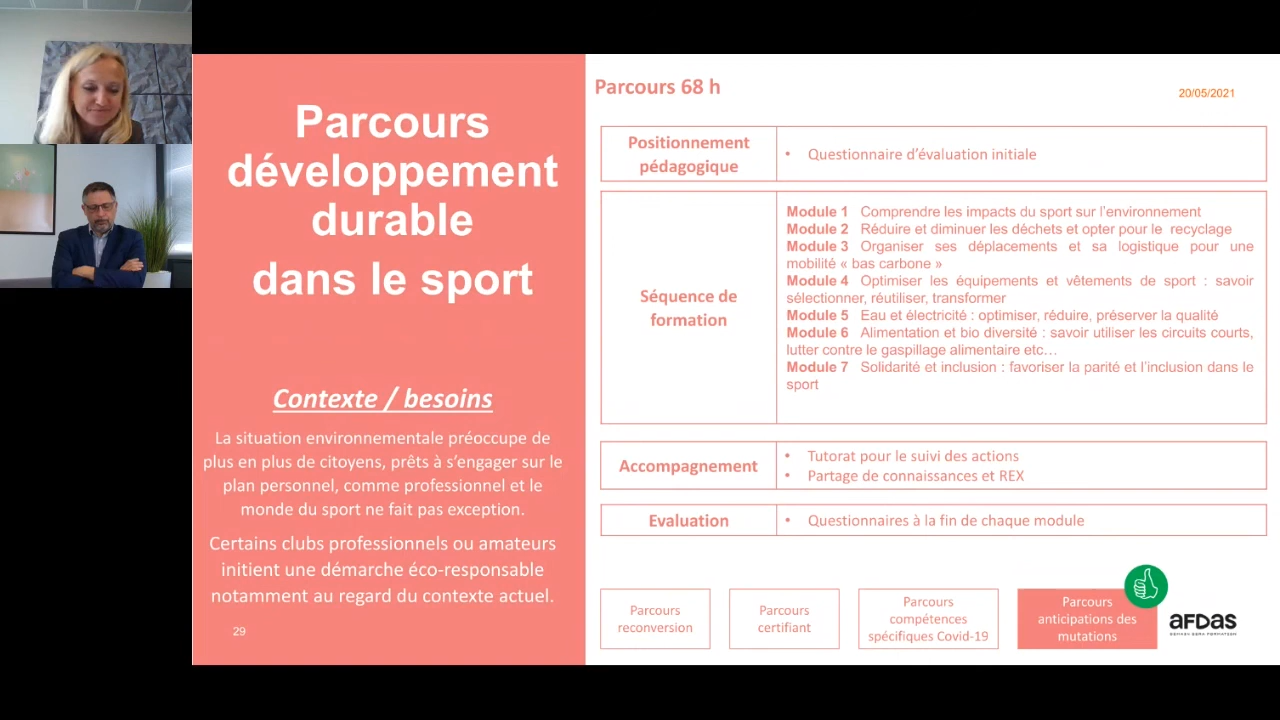 Parcours
développement
durable
dans le sport
Contexte / besoins
La situation environnementale préoccupe de
plus en plus de citoyens, prêts à s'engager sur le
plan personnel, comme professionnel et le
monde du sport ne fait pas exception.
Certains clubs professionnels ou amateurs
initient une démarche éco-responsable
notamment au regard du contexte actuel.
29
Parcours 68 h
20/05/2021
Positionnement
pédagogique
• Questionnaire d'évaluation initiale
Séquence de
formation
Module 1 Comprendre les impacts du sport sur l'environnement
Module 2 Réduire et diminuer les déchets et opter pour le recyclage
Module 3 Organiser ses déplacements et sa logistique pour une
mobilité « bas carbone »
Module 4 Optimiser les équipements et vêtements de sport : savoir
sélectionner, réutiliser, transformer
Module 5 Eau et électricité : optimiser, réduire, préserver la qualité
Module 6 Alimentation et bio diversité : savoir utiliser les circuits courts,
lutter contre le gaspillage alimentaire etc…
Module 7 Solidarité et inclusion : favoriser la parité et l'inclusion dans le
sport
Accompagnement
• Tutorat pour le suivi des actions
• Partage de connaissances et REX
Evaluation
• Questionnaires à la fin de chaque module
Parcours
reconversion
Parcours
certifiant
Parcours
compétences
spécifiques Covid-19
Parcours
anticipations des
mutations
afdas